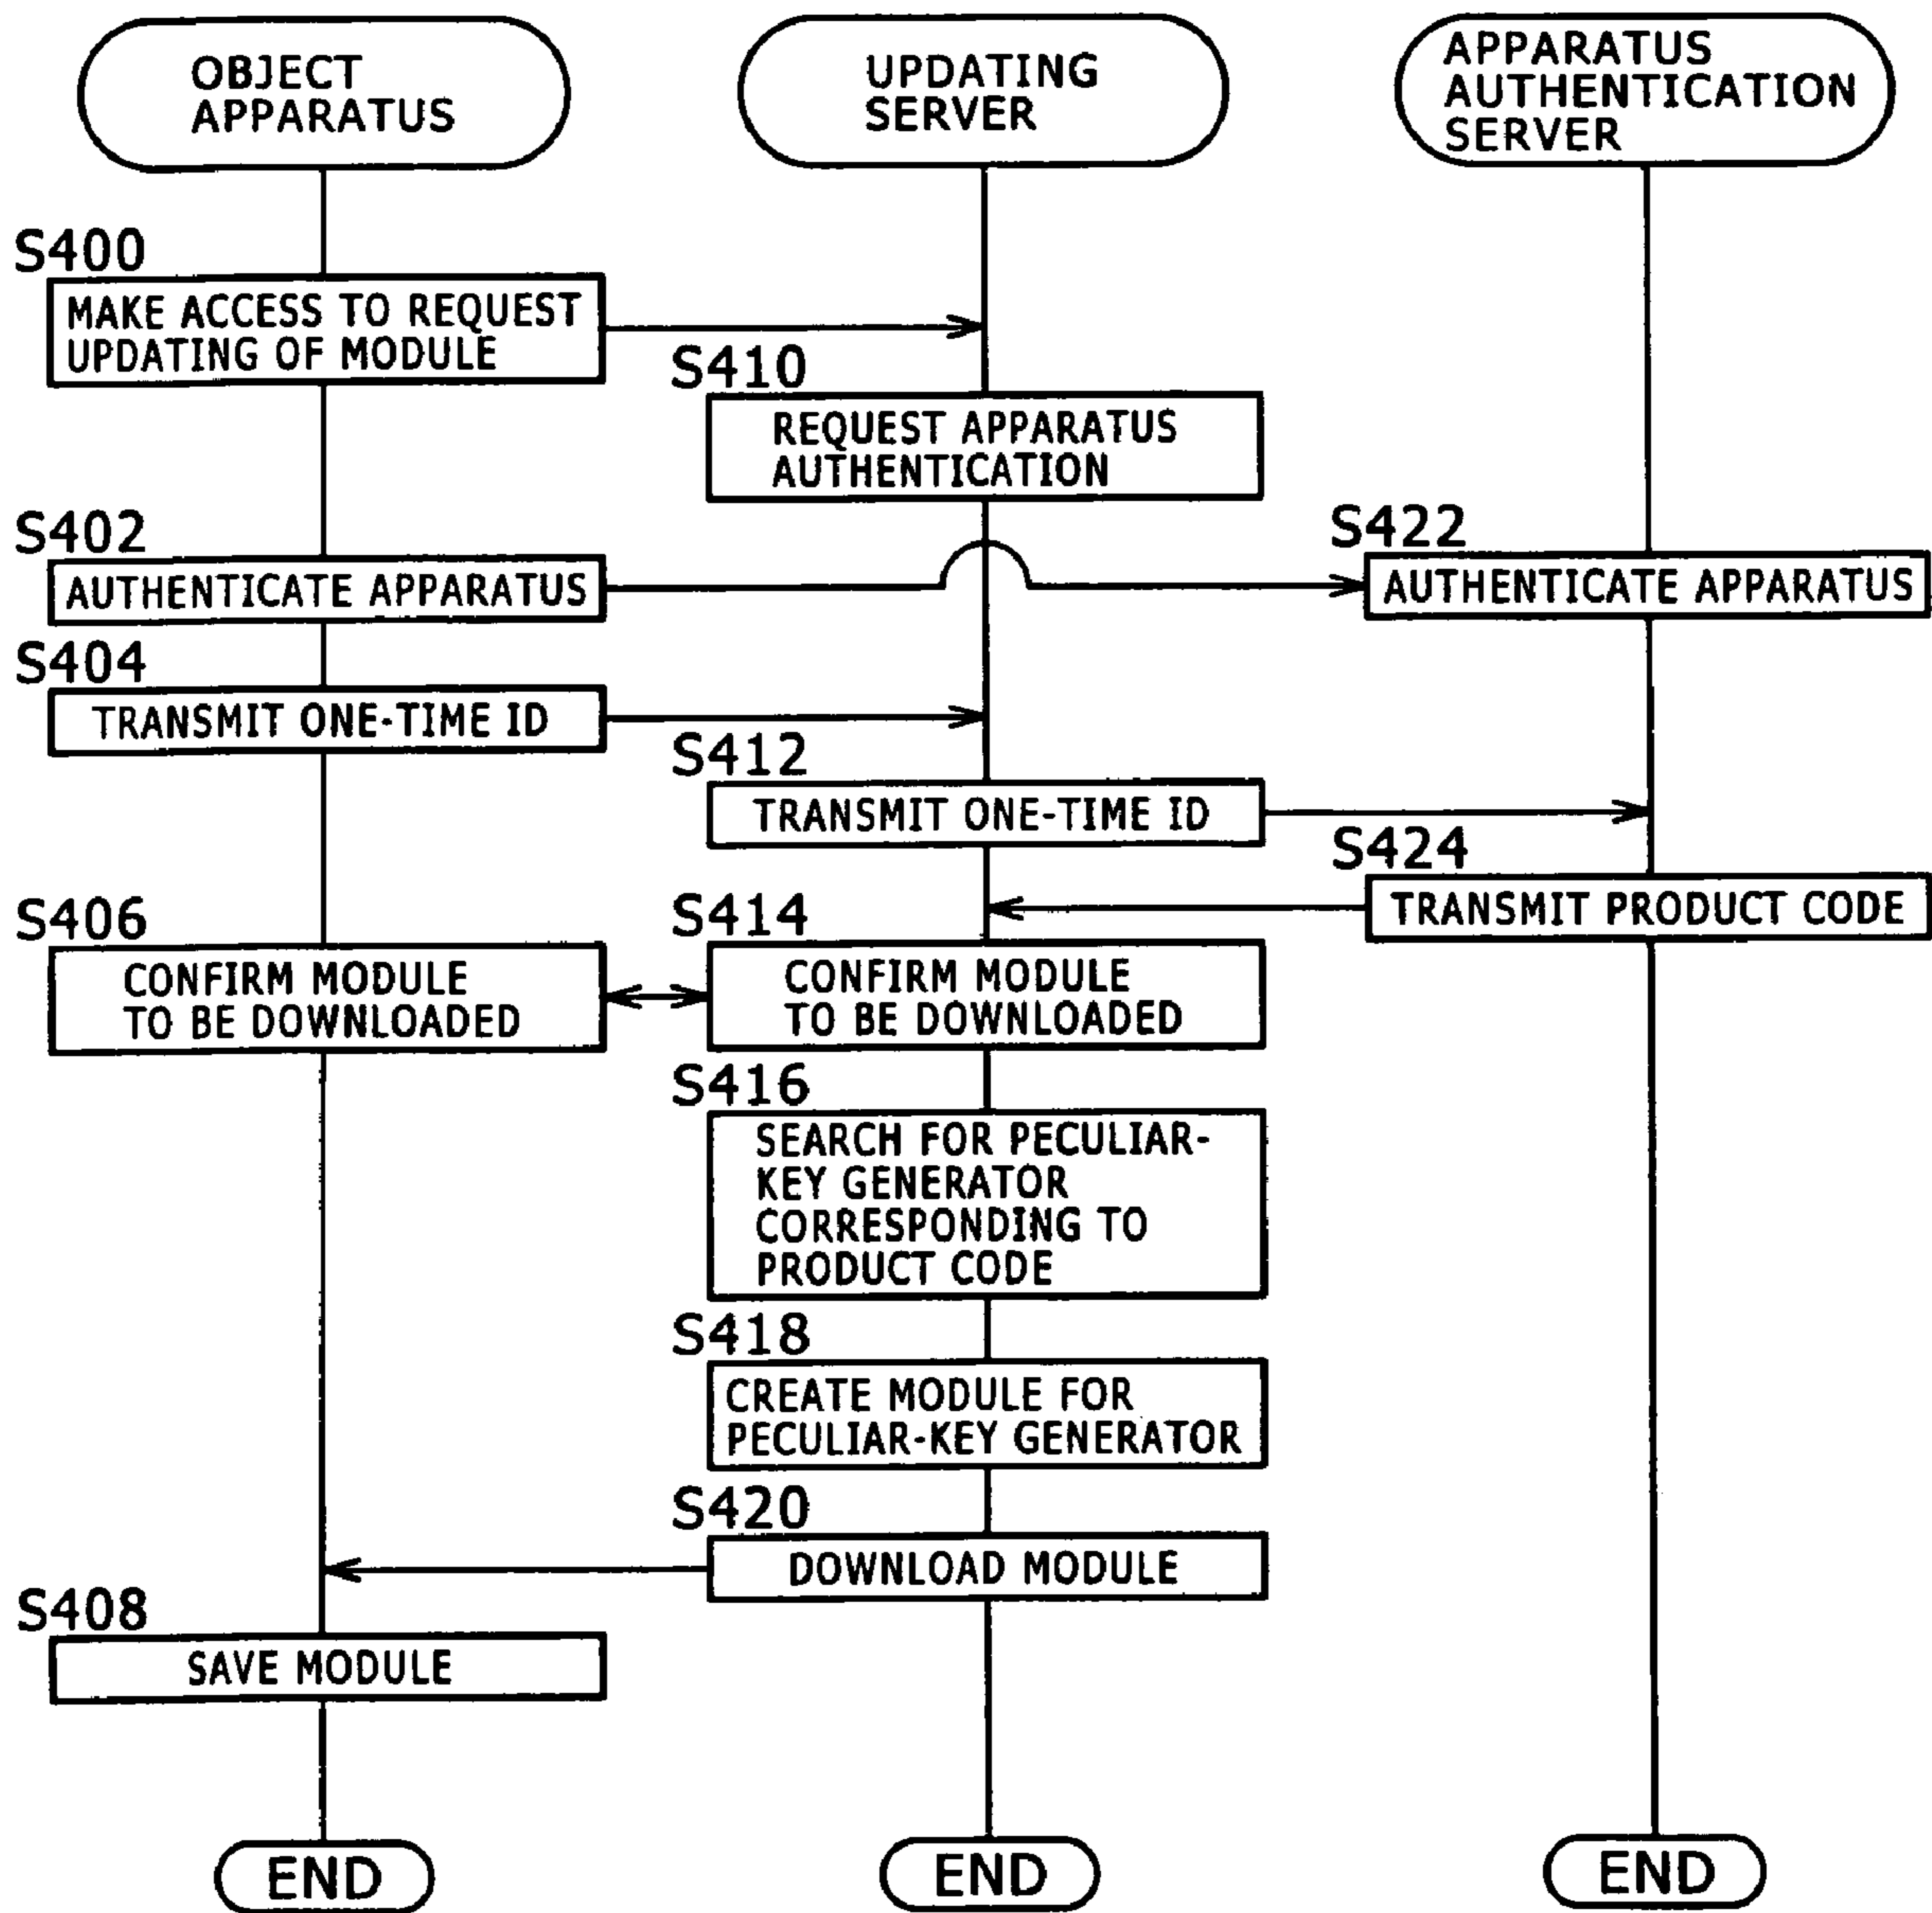 OBJECT
APPARATUS
UPDATING
SERVER
APPARATUS
AUTHENTICATION
SERVER
S400
MAKE ACCESS TO REQUEST
UPDATING OF MODULE
S410
REQUEST APPARATUS
AUTHENTICATION
S402
AUTHENTICATE APPARATUS
S422
AUTHENTICATE APPARATUS
S404
TRANSMIT ONE-TIME ID
S412
TRANSMIT ONE-TIME ID
S424
TRANSMIT PRODUCT CODE
S406
CONFIRM MODULE
TO BE DOWNLOADED
S414
CONFIRM MODULE
TO BE DOWNLOADED
S416
SEARCH FOR PECULIAR-
KEY GENERATOR
CORRESPONDING TO
PRODUCT CODE
S418
CREATE MODULE FOR
PECULIAR-KEY GENERATOR
S420
DOWNLOAD MODULE
S408
SAVE MODULE
END
END
END